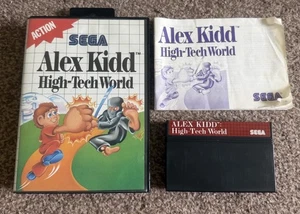 ACTION
SEGA
Alex Kidd
High-Tech World
Alex Kidd
High-Tech World
SEGA
ALEX KIDD
High-Tech World
SEGA